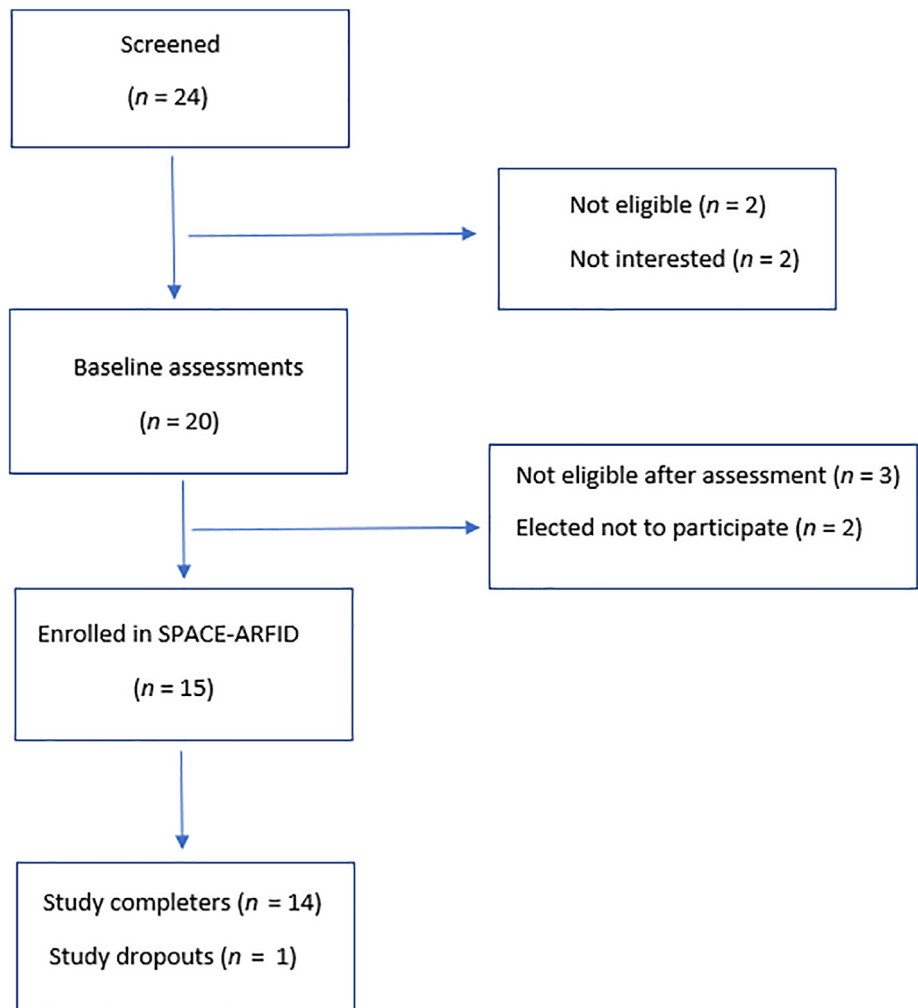 Screened
(n = 24)
Not eligible (n = 2)
Not interested (n = 2)
Baseline assessments
(n = 20)
Not eligible after assessment (n = 3)
Elected not to participate (n = 2)
Enrolled in SPACE-ARFID
(n = 15)
Study completers (n = 14)
Study dropouts (n = 1)